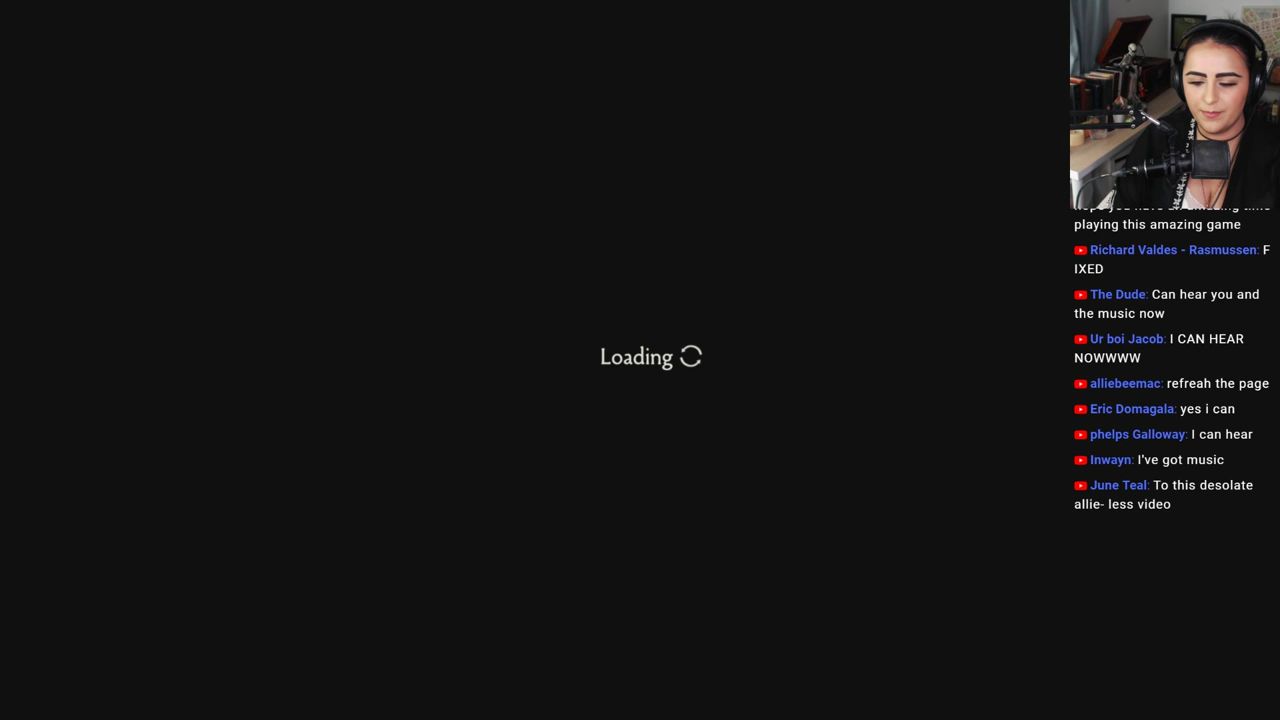 Loading
playing this amazing game
Richard Valdes - Rasmussen: F
IXED
The Dude: Can hear you and
the music now
Ur boi Jacob: I CAN HEAR
NOWWWW
alliebeemac: refreah the page
Eric Domagala: yes i can
phelps Galloway: I can hear
Inwayn: I've got music
June Teal: To this desolate
allie- less video